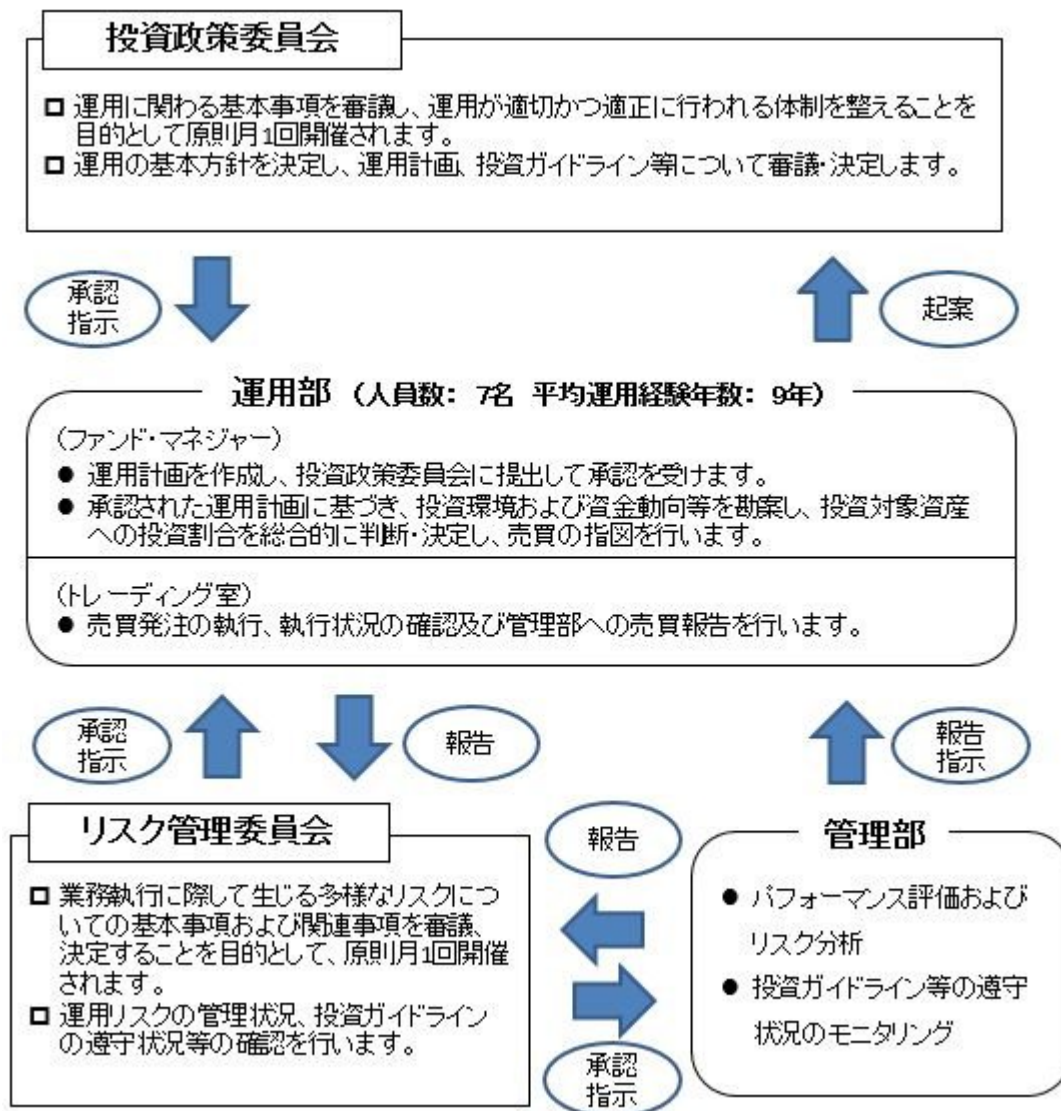 投資政策委員会
□ 運用に関わる基本事項を審議し、運用が適切かつ適正に行われる体制を整えることを
目的として原則月1回開催されます。
□ 運用の基本方針を決定し、運用計画、投資ガイドライン等について審議・決定します。
承認
指示
起案
運用部 （人員数： 7名 平均運用経験年数： 9年）
（ファンド・マネジャー）
● 運用計画を作成し、投資政策委員会に提出して承認を受けます。
● 承認された運用計画に基づき、投資環境および資金動向等を勘案し、投資対象資産
への投資割合を総合的に判断・決定し、売買の指図を行います。
（トレーディング室）
● 売買発注の執行、執行状況の確認及び管理部への売買報告を行います。
承認
指示
報告
報告
指示
リスク管理委員会
□ 業務執行に際して生じる多様なリスクにつ
いての基本事項および関連事項を審議、
決定することを目的として、原則月1回開催
されます。
□ 運用リスクの管理状況、投資ガイドライン
の遵守状況等の確認を行います。
報告
承認
指示
管理部
● パフォーマンス評価および
リスク分析
● 投資ガイドライン等の遵守
状況のモニタリング